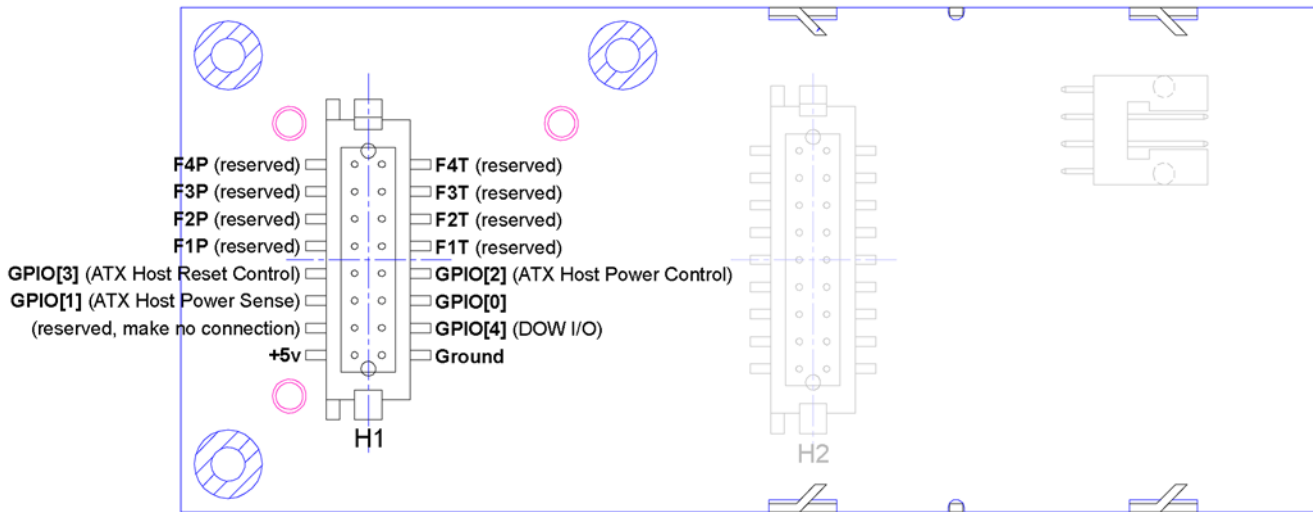 F4P (reserved) F4T (reserved)
F3P (reserved) F3T (reserved)
F2P (reserved) F2T (reserved)
F1P (reserved) F1T (reserved)
GPIO[3] (ATX Host Reset Control) GPIO[2] (ATX Host Power Control)
GPIO[1] (ATX Host Power Sense) GPIO[0]
(reserved, make no connection) GPIO[4] (DOW I/O)
+5v Ground
H1
H2